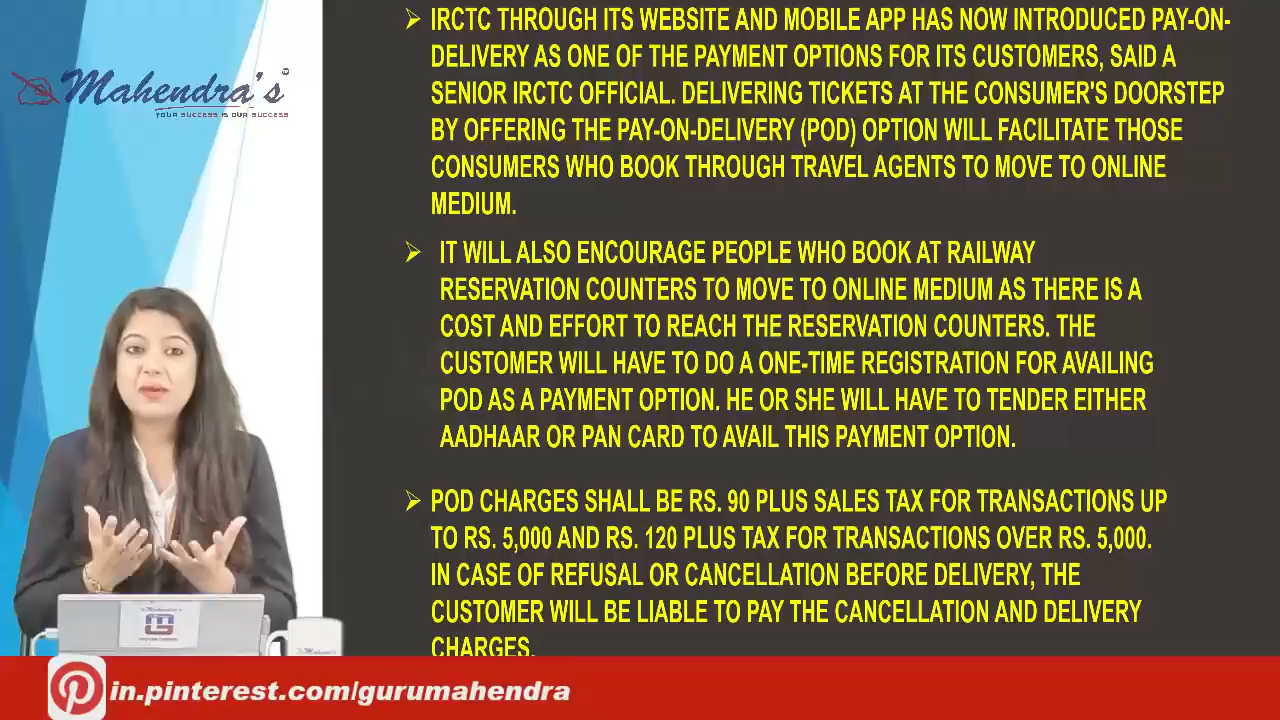 Mahendra's
YOUR SUCCESS IS OUR SUCCESS
IRCTC THROUGH ITS WEBSITE AND MOBILE APP HAS NOW INTRODUCED PAY-ON-
DELIVERY AS ONE OF THE PAYMENT OPTIONS FOR ITS CUSTOMERS, SAID A
SENIOR IRCTC OFFICIAL. DELIVERING TICKETS AT THE CONSUMER'S DOORSTEP
BY OFFERING THE PAY-ON-DELIVERY (POD) OPTION WILL FACILITATE THOSE
CONSUMERS WHO BOOK THROUGH TRAVEL AGENTS TO MOVE TO ONLINE
MEDIUM.
IT WILL ALSO ENCOURAGE PEOPLE WHO BOOK AT RAILWAY
RESERVATION COUNTERS TO MOVE TO ONLINE MEDIUM AS THERE IS A
COST AND EFFORT TO REACH THE RESERVATION COUNTERS. THE
CUSTOMER WILL HAVE TO DO A ONE-TIME REGISTRATION FOR AVAILING
POD AS A PAYMENT OPTION. HE OR SHE WILL HAVE TO TENDER EITHER
AADHAAR OR PAN CARD TO AVAIL THIS PAYMENT OPTION.
POD CHARGES SHALL BE RS. 90 PLUS SALES TAX FOR TRANSACTIONS UP
TO RS. 5,000 AND RS. 120 PLUS TAX FOR TRANSACTIONS OVER RS. 5,000.
IN CASE OF REFUSAL OR CANCELLATION BEFORE DELIVERY, THE
CUSTOMER WILL BE LIABLE TO PAY THE CANCELLATION AND DELIVERY
CHARGES.
Mahendra's
in.pinterest.com/gurumahendra